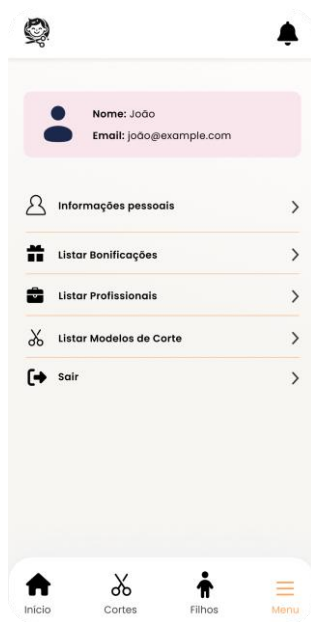 Nome: João
Email: joão@example.com
Informações pessoais
Listar Bonificações
Listar Profissionais
Listar Modelos de Corte
Sair
Início
Cortes
Filhos
Menu